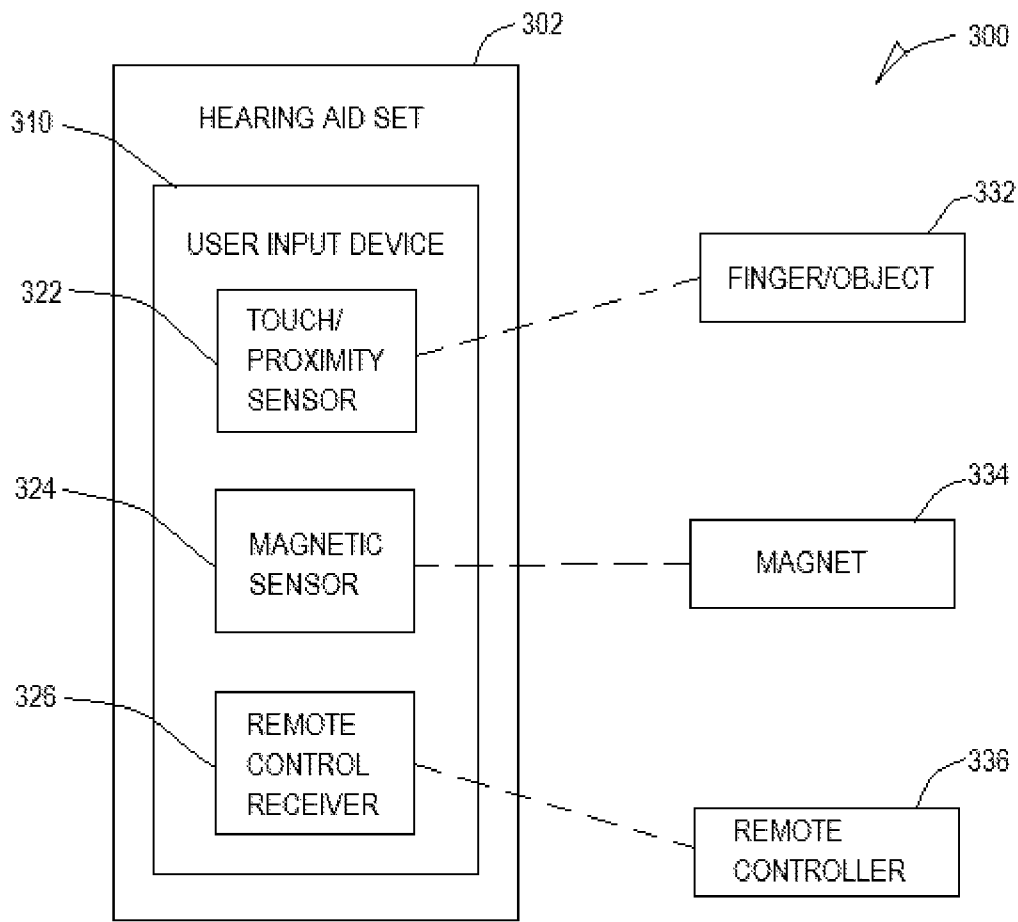 302
300
HEARING AID SET
310
332
USER INPUT DEVICE
FINGER/OBJECT
322
TOUCH/
PROXIMITY
SENSOR
324
334
MAGNETIC
SENSOR
MAGNET
326
REMOTE
CONTROL
RECEIVER
336
REMOTE
CONTROLLER